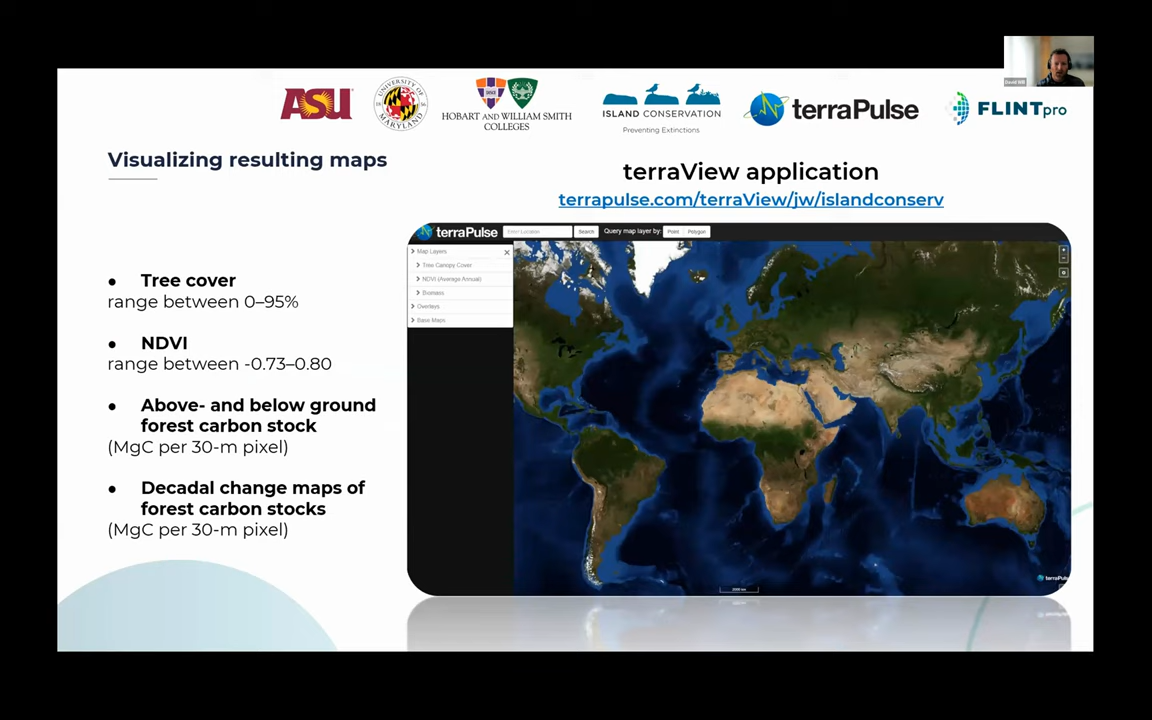 ASU
UNIVERSITY OF MARYLAND
HOBART AND WILLIAM SMITH
COLLEGES
ISLAND CONSERVATION
Preventing Extinctions
terraPulse
FLINTpro
Visualizing resulting maps
terraView application
terrapulse.com/terraView/jw/islandconserv
terraPulse
Enter Location
Search
Query map layer by:
Point
Polygon
Map Layers
Tree Canopy Cover
NDVI (Average Annual)
Biomass
Overlays
Base Maps
• Tree cover
range between 0–95%
• NDVI
range between -0.73–0.80
• Above- and below ground
forest carbon stock
(MgC per 30-m pixel)
• Decadal change maps of
forest carbon stocks
(MgC per 30-m pixel)
terraPulse